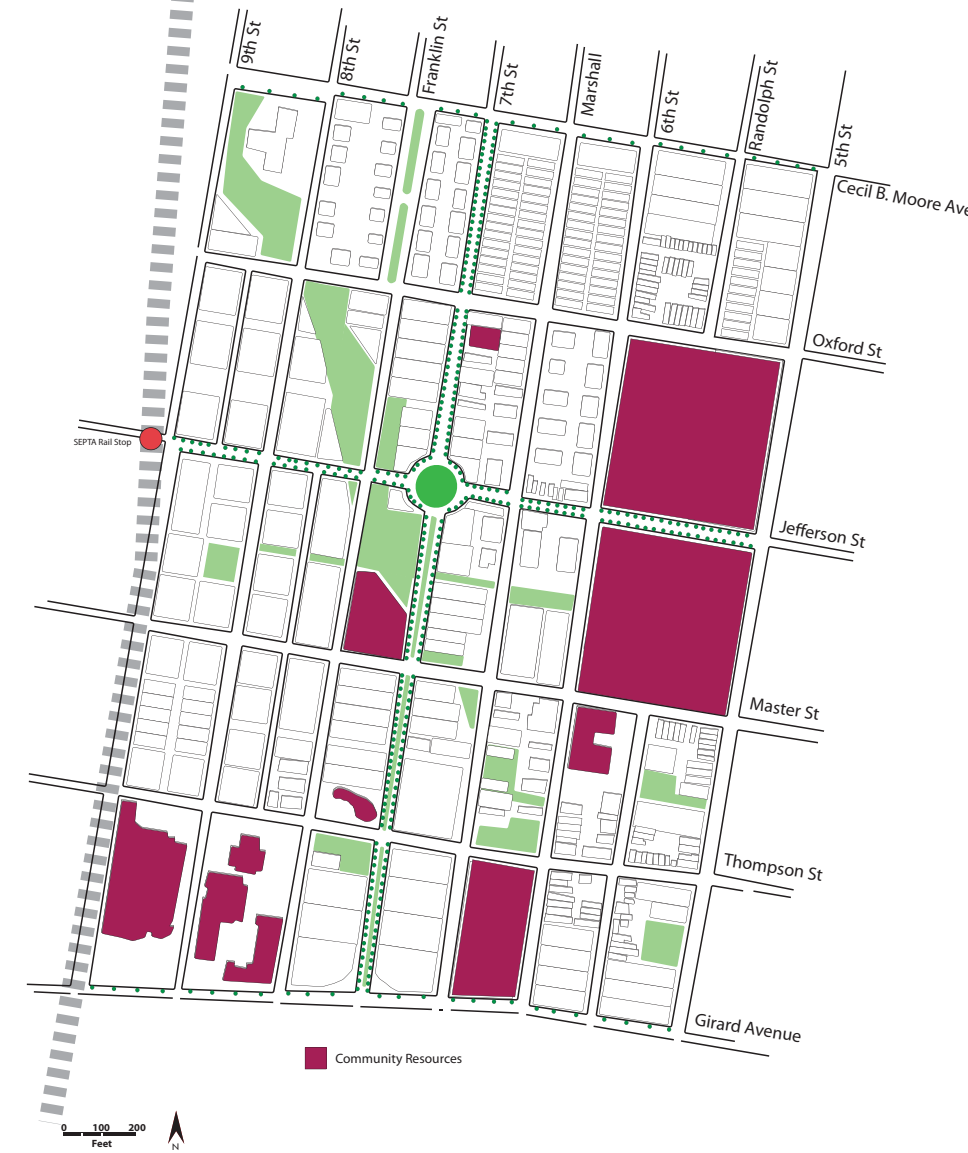 9th St
8th St
Franklin St
7th St
Marshall
6th St
Randolph St
5th St
Cecil B. Moore Ave
Oxford St
SEPTA Rail Stop
Jefferson St
Master St
Thompson St
Girard Avenue
Community Resources
0 100 200
Feet
N